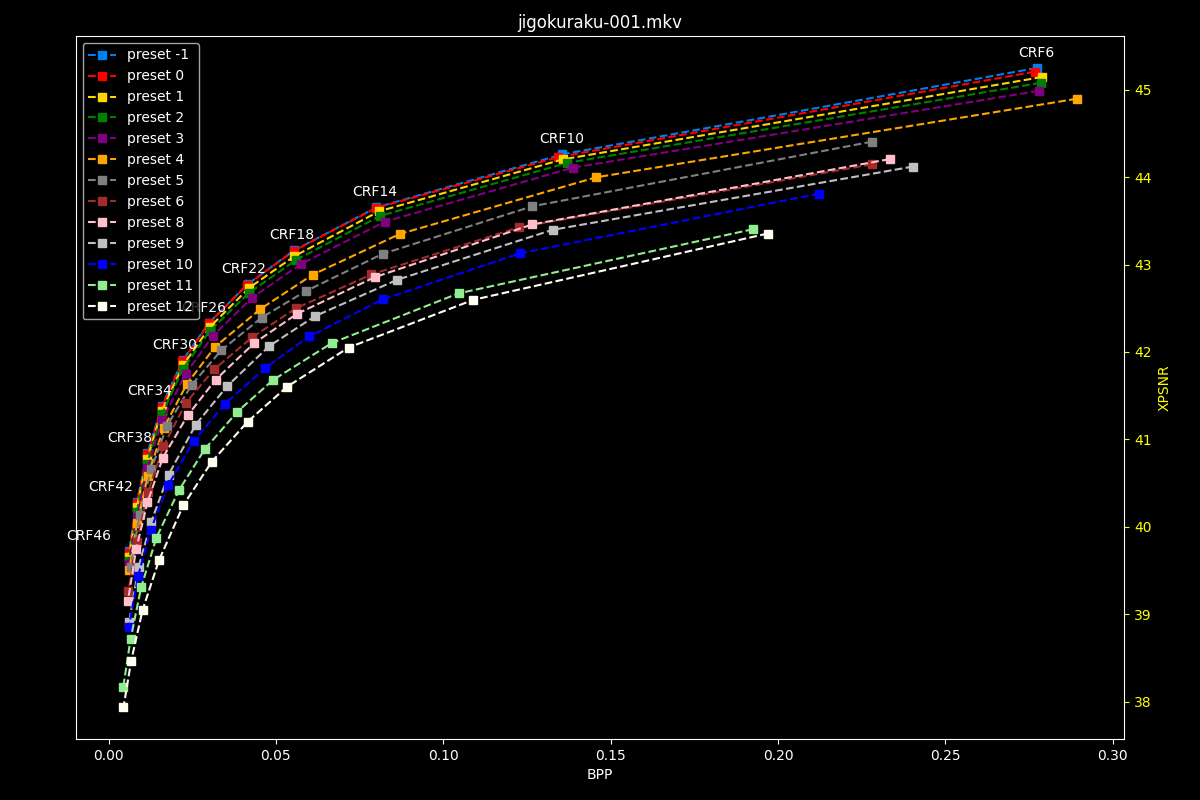 jigokuraku-001.mkv
preset -1
preset 0
preset 1
preset 2
preset 3
preset 4
preset 5
preset 6
preset 8
preset 9
preset 10
preset 11
preset 12
CRF6
CRF10
CRF14
CRF18
CRF22
CRF26
CRF30
CRF34
CRF38
CRF42
CRF46
45
44
43
42
41
40
39
38
XPSNR
0.00 0.05 0.10 0.15 0.20 0.25 0.30
BPP